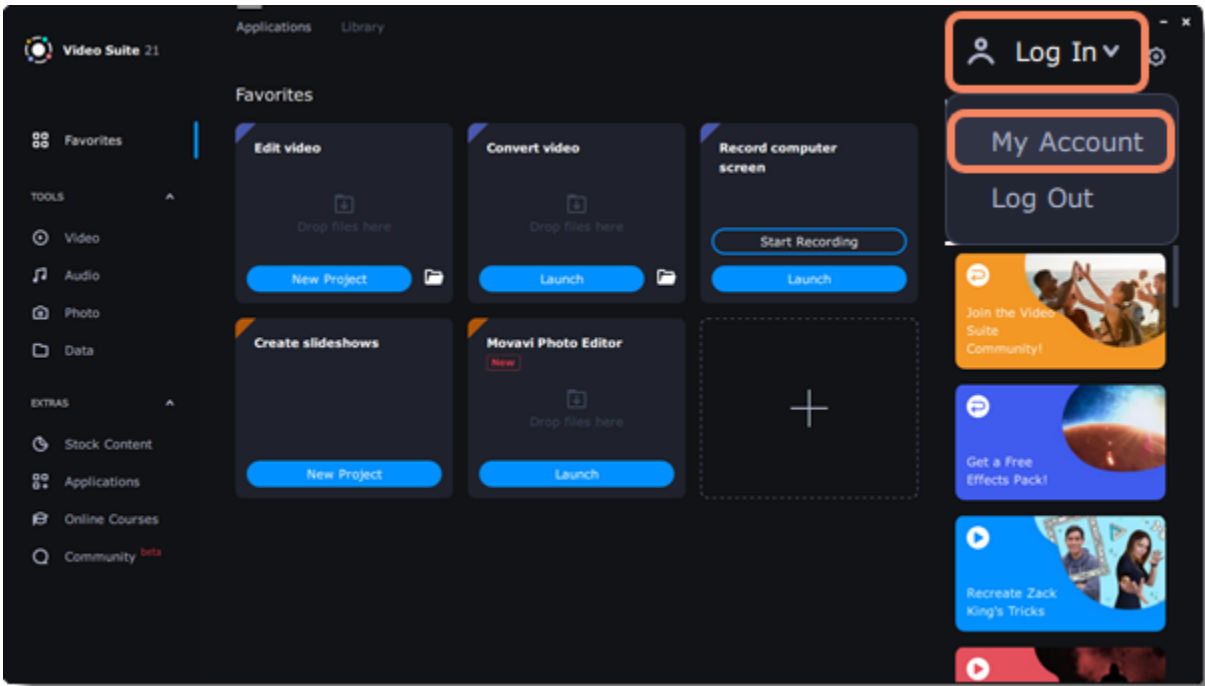 Video Suite 21
Favorites
TOOLS
Video
Audio
Photo
Data
EXTRAS
Stock Content
Applications
Online Courses
Community beta
Applications
Library
Favorites
Edit video
Drop files here
New Project
Convert video
Drop files here
Launch
Record computer
screen
Start Recording
Launch
Create slideshows
New Project
Movavi Photo Editor
New
Drop files here
Launch
Log In
My Account
Log Out
Join the Video
Suite
Community!
Get a Free
Effects Pack!
Recreate Zack
King's Tricks